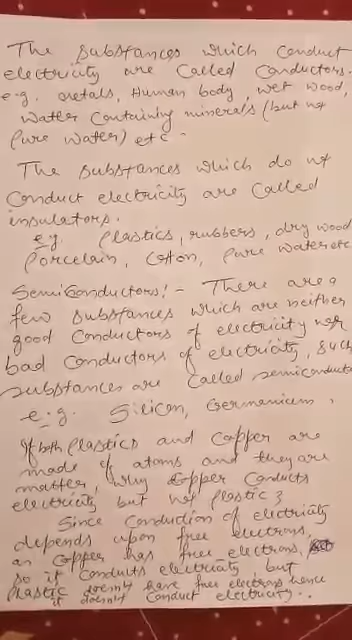 The substances which conduct
electricity are called conductors.
e.g. metals, Human body, wet wood,
Water containing minerals (but not
pure water) etc.
The substances which do not
conduct electricity are called
insulators.
e.g. Plastics, rubbers, dry wood
Porcelain, Cotton, Pure water etc
Semiconductors:- There are a
few substances which are neither
good conductors of electricity nor
bad conductors of electricity, such
substances are called semiconducto
e.g. Silicon, Germanium.
If both plastics and copper are
made of atoms and they are
matter, why copper conducts
electricity but not plastic?
Since conduction of electricity
depends upon free electrons.
as copper has free electrons,
so it conducts electricity, but
Plastic doesn't have free electrons hence
it doesn't conduct electricity..